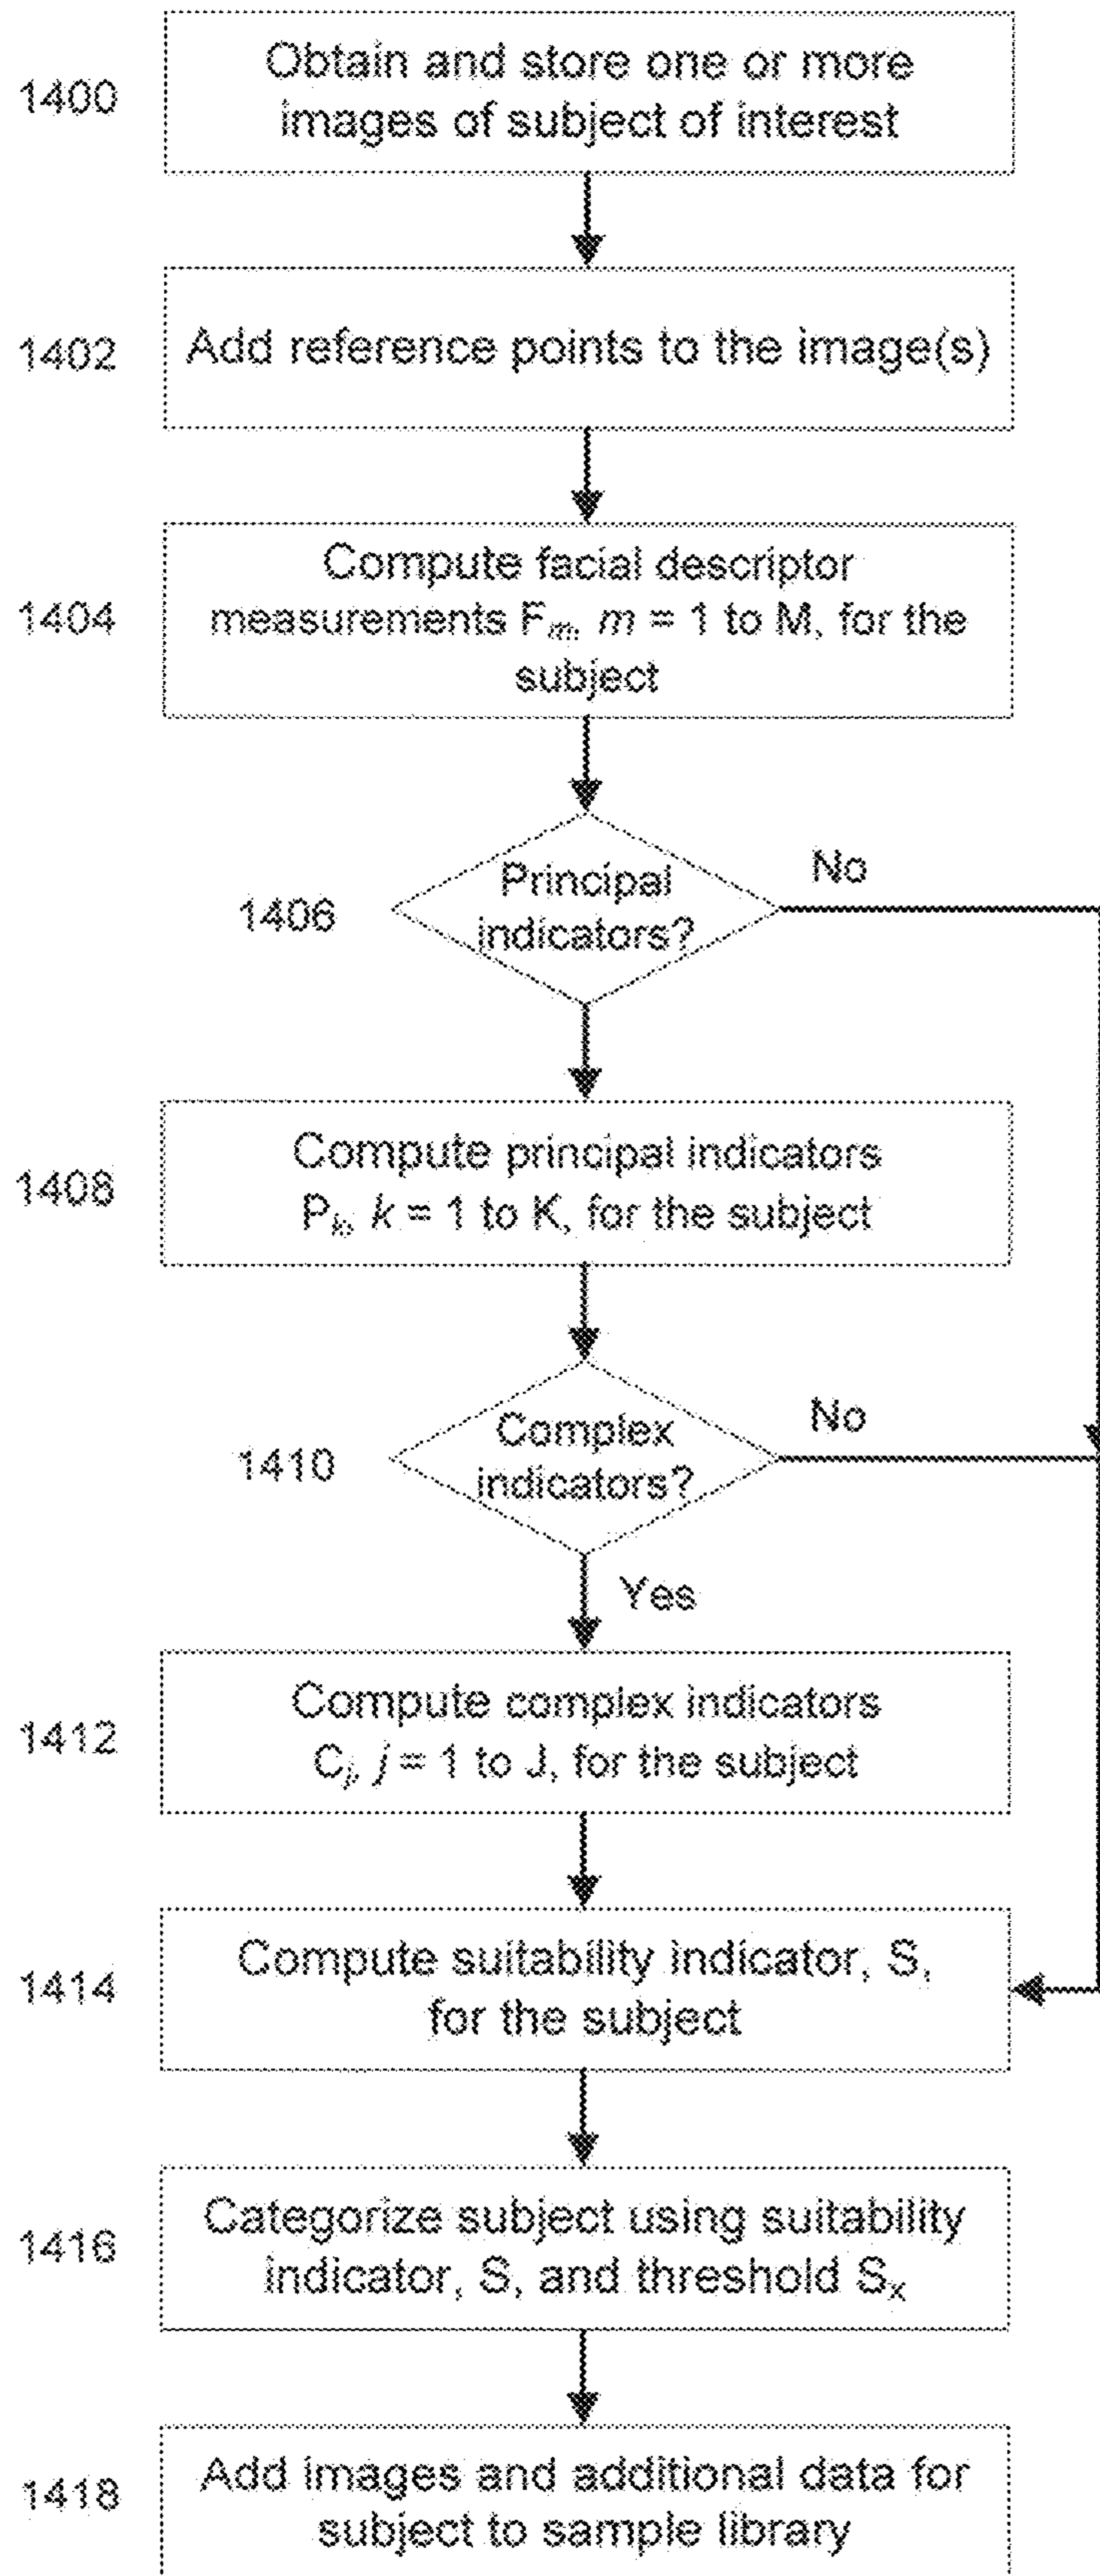 1400
Obtain and store one or more
images of subject of interest
1402
Add reference points to the image(s)
1404
Compute facial descriptor
measurements Fm, m = 1 to M, for the
subject
1406
Principal
indicators?
No
1408
Compute principal indicators
Pk, k = 1 to K, for the subject
1410
Complex
indicators?
No
Yes
1412
Compute complex indicators
Cj, j = 1 to J, for the subject
1414
Compute suitability indicator, S,
for the subject
1416
Categorize subject using suitability
indicator, S, and threshold Sx
1418
Add images and additional data for
subject to sample library